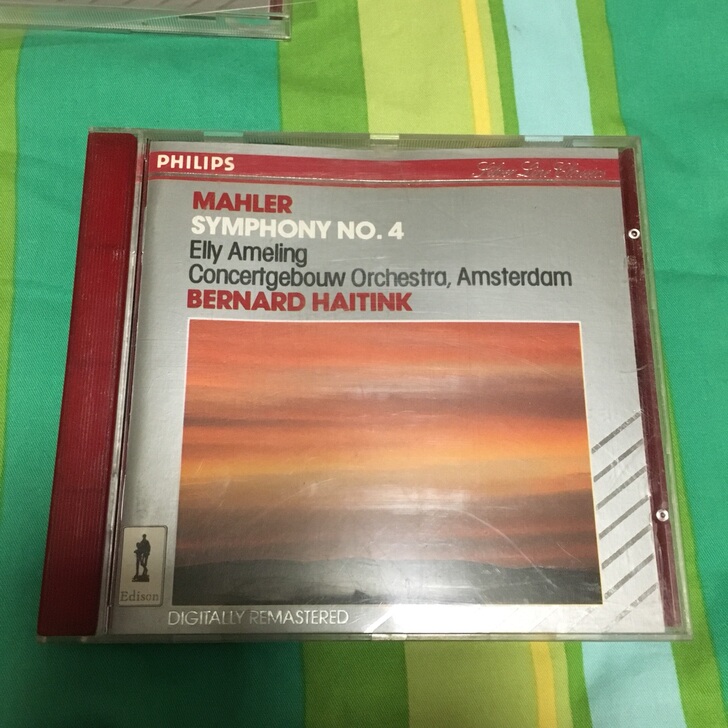 PHILIPS
MAHLER
SYMPHONY NO. 4
Elly Ameling
Concertgebouw Orchestra, Amsterdam
BERNARD HAITINK
Edison
DIGITALLY REMASTERED